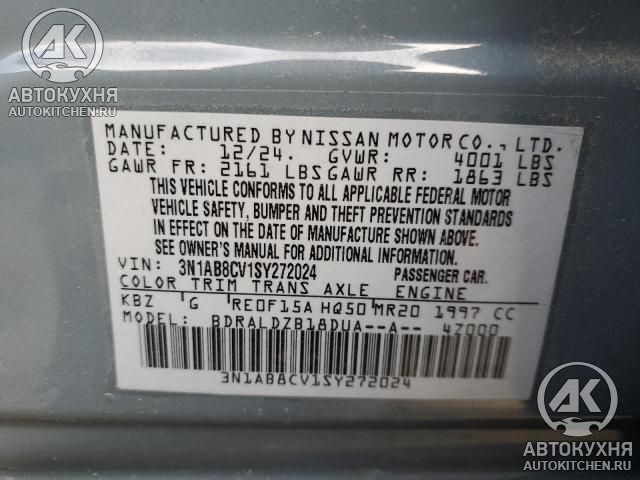 AK
АВТОКУХНЯ
AUTOKITCHEN.RU
MANUFACTURED BY NISSAN MOTOR CO., LTD.
DATE: 12/24. GVWR: 4001 LBS
GAWR FR: 2161 LBS GAWR RR: 1863 LBS
THIS VEHICLE CONFORMS TO ALL APPLICABLE FEDERAL MOTOR
VEHICLE SAFETY, BUMPER AND THEFT PREVENTION STANDARDS
IN EFFECT ON THE DATE OF MANUFACTURE SHOWN ABOVE.
SEE OWNER'S MANUAL FOR ADDITIONAL INFORMATION.
VIN: 3N1AB8CV1SY272024 PASSENGER CAR.
COLOR TRIM TRANS AXLE ENGINE
KBZ G RE0F15A HQ50 MR20 1997 CC
MODEL: BDRALDZB18DUA--A-- 4Z000
3N1AB8CV1SY272024
AK
АВТОКУХНЯ
AUTOKITCHEN.RU